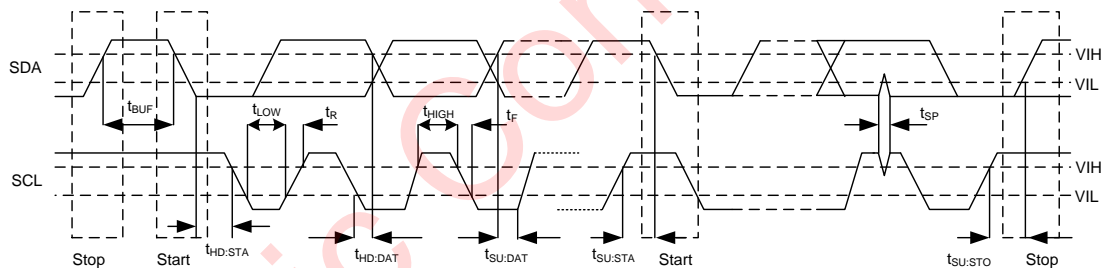 SDA
VIH
VIL
tBUF
tLOW
tR
tHIGH
tF
tSP
SCL
VIH
VIL
tHD:STA
tHD:DAT
tSU:DAT
tSU:STA
tSU:STO
Stop
Start
Start
Stop